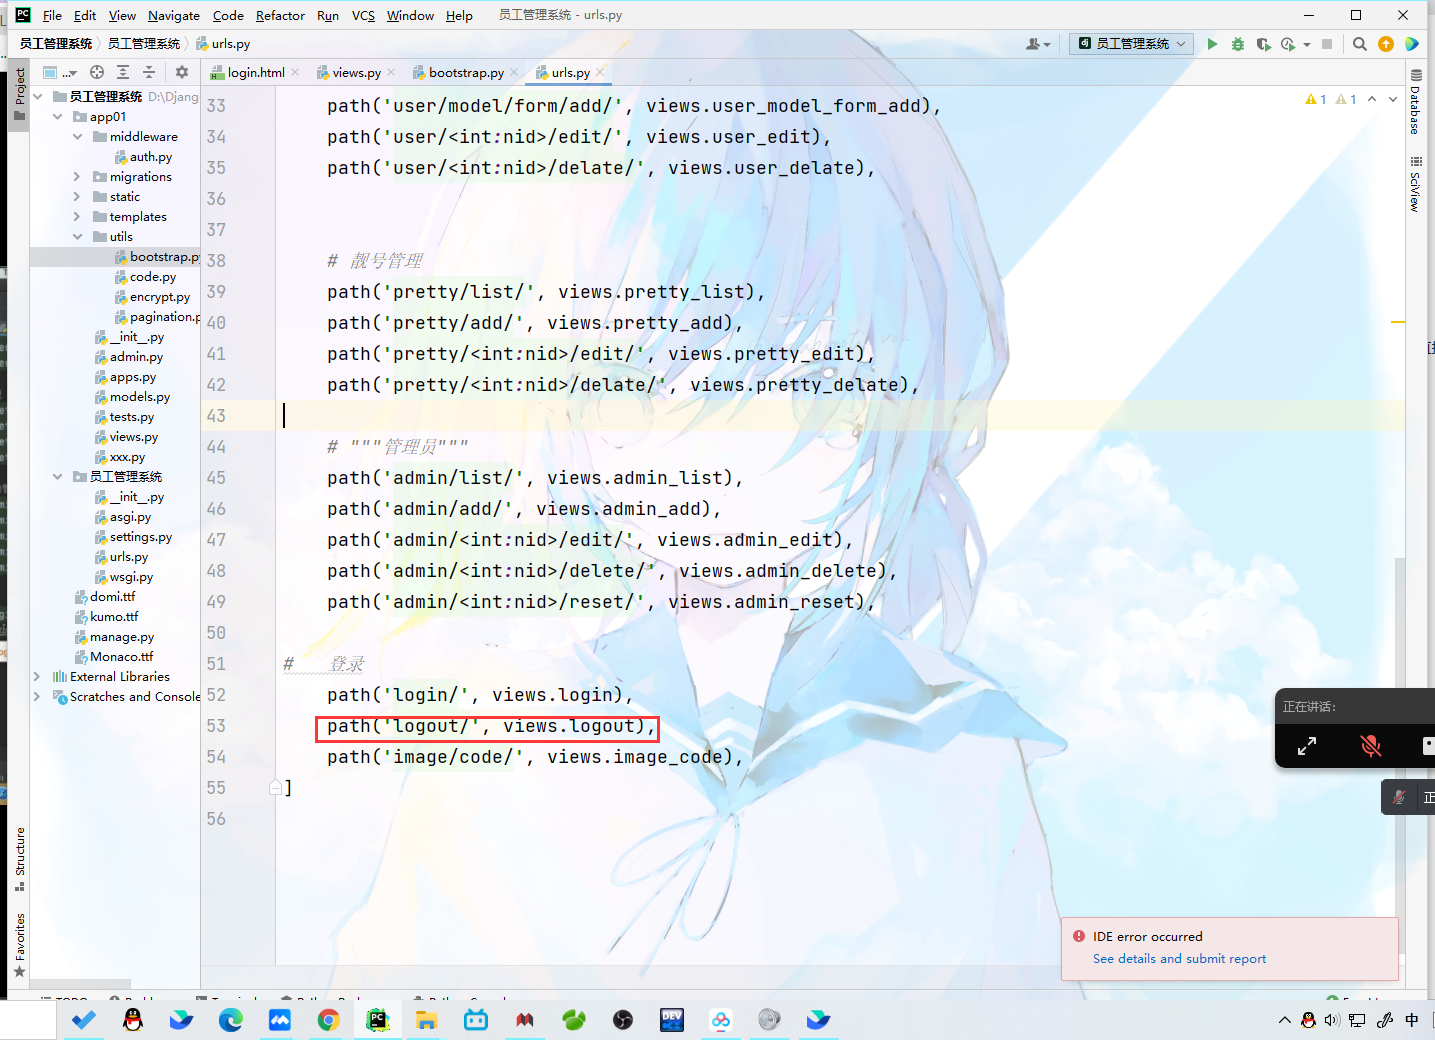 File Edit View Navigate Code Refactor Run VCS Window Help 员工管理系统 - urls.py
员工管理系统 员工管理系统 urls.py 员工管理系统
login.html views.py bootstrap.py urls.py
Project
员工管理系统 D:\Djang
app01
middleware
auth.py
migrations
static
templates
utils
bootstrap.py
code.py
encrypt.py
pagination.p
__init__.py
admin.py
apps.py
models.py
tests.py
views.py
xxx.py
员工管理系统
__init__.py
asgi.py
settings.py
urls.py
wsgi.py
domi.ttf
kumo.ttf
manage.py
Monaco.ttf
External Libraries
Scratches and Console
Structure
Favorites
33 path('user/model/form/add/', views.user_model_form_add),
34 path('user/<int:nid>/edit/', views.user_edit),
35 path('user/<int:nid>/delate/', views.user_delate),
36
37
38 # 靓号管理
39 path('pretty/list/', views.pretty_list),
40 path('pretty/add/', views.pretty_add),
41 path('pretty/<int:nid>/edit/', views.pretty_edit),
42 path('pretty/<int:nid>/delate/', views.pretty_delate),
43
44 # """管理员"""
45 path('admin/list/', views.admin_list),
46 path('admin/add/', views.admin_add),
47 path('admin/<int:nid>/edit/', views.admin_edit),
48 path('admin/<int:nid>/delete/', views.admin_delete),
49 path('admin/<int:nid>/reset/', views.admin_reset),
50
51 # 登录
52 path('login/', views.login),
53 path('logout/', views.logout),
54 path('image/code/', views.image_code),
55 ]
56
1 1
Database
SciView
正在讲话:
正
IDE error occurred
See details and submit report
中